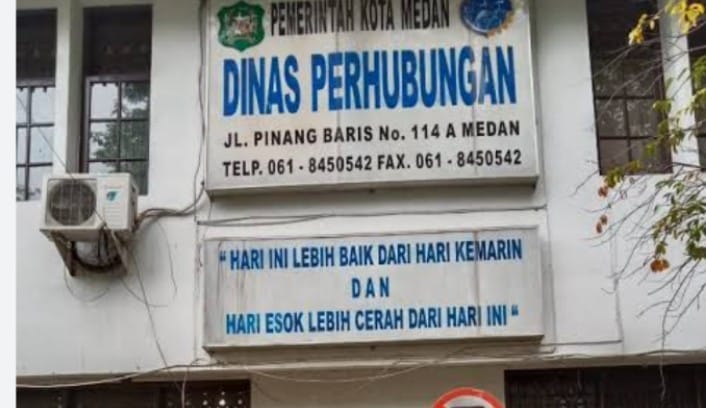 PEMERINTAH KOTA MEDAN
DINAS PERHUBUNGAN
JL. PINANG BARIS No. 114 A MEDAN
TELP. 061 - 8450542 FAX. 061 - 8450542
" HARI INI LEBIH BAIK DARI HARI KEMARIN
D A N
HARI ESOK LEBIH CERAH DARI HARI INI "